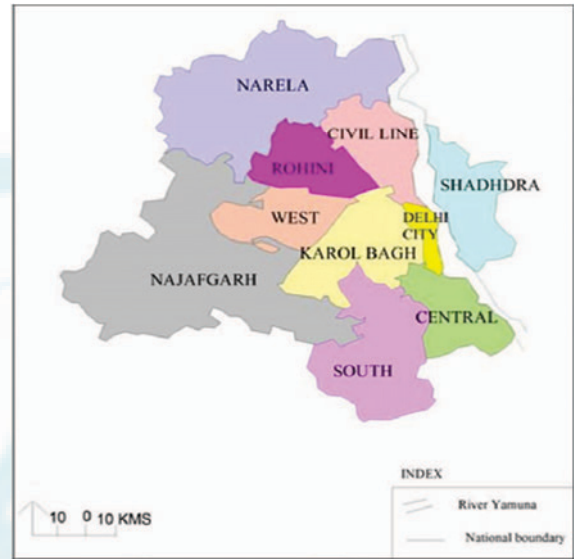 NARELA
CIVIL LINE
ROHINI
SHADHDRA
WEST
DELHI
CITY
KAROL BAGH
NAJAFGARH
CENTRAL
SOUTH
INDEX
River Yamuna
National boundary
10 0 10 KMS